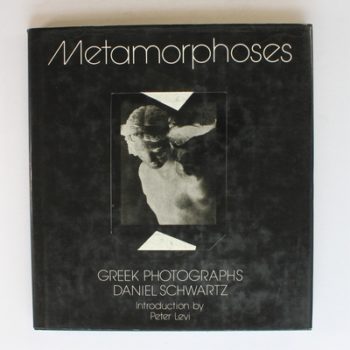 Metamorphoses
GREEK PHOTOGRAPHS
DANIEL SCHWARTZ
Introduction by
Peter Levi